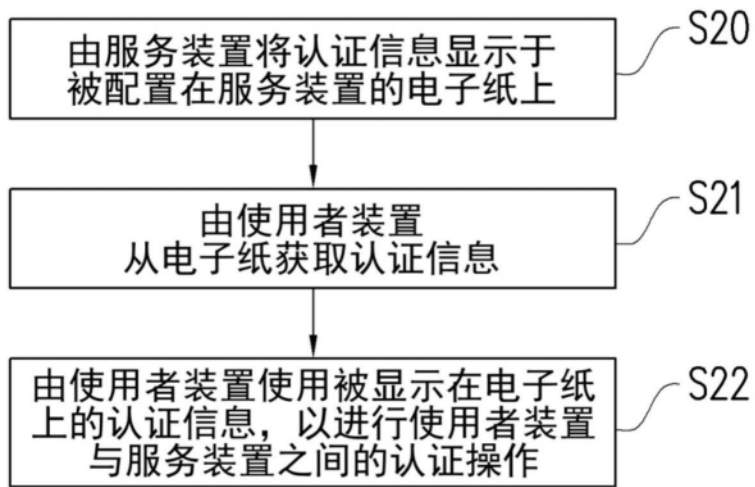 由服务装置将认证信息显示于
被配置在服务装置的电子纸上
S20
由使用者装置
从电子纸获取认证信息
S21
由使用者装置使用被显示在电子纸
上的认证信息，以进行使用者装置
与服务装置之间的认证操作
S22